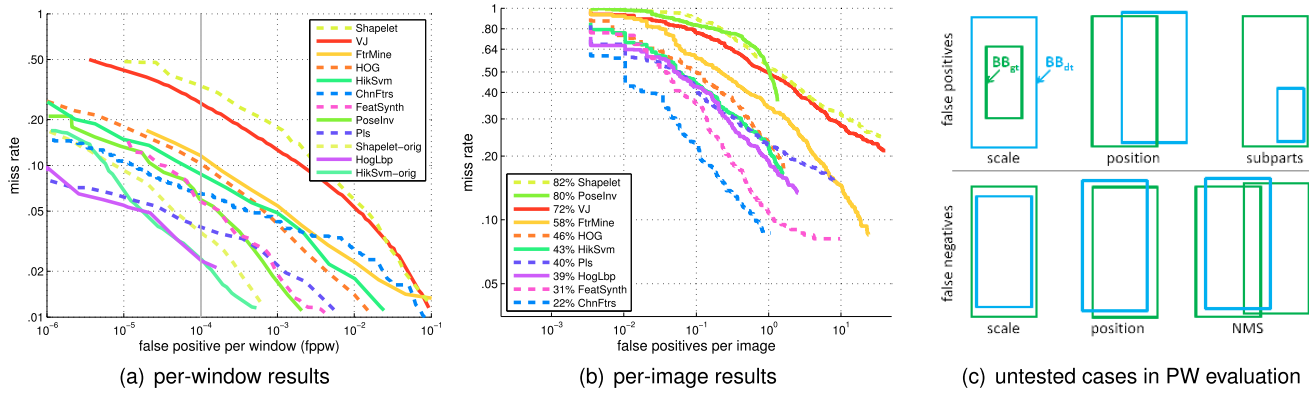 miss rate
1
.50
.20
.10
.05
.02
.01
10⁻⁶
10⁻⁵
10⁻⁴
10⁻³
10⁻²
10⁻¹
false positive per window (fppw)
Shapelet
VJ
FtrMine
HOG
HikSvm
ChnFtrs
FeatSynth
PoseInv
Pls
Shapelet-orig
HogLbp
HikSvm-orig
(a) per-window results
miss rate
1
.80
.64
.50
.40
.30
.20
.10
.05
82% Shapelet
80% PoseInv
72% VJ
58% FtrMine
46% HOG
43% HikSvm
40% Pls
39% HogLbp
31% FeatSynth
22% ChnFtrs
10⁻³
10⁻²
10⁻¹
10⁰
10¹
false positives per image
(b) per-image results
false positives
BBgt
BBdt
scale
position
subparts
false negatives
scale
position
NMS
(c) untested cases in PW evaluation